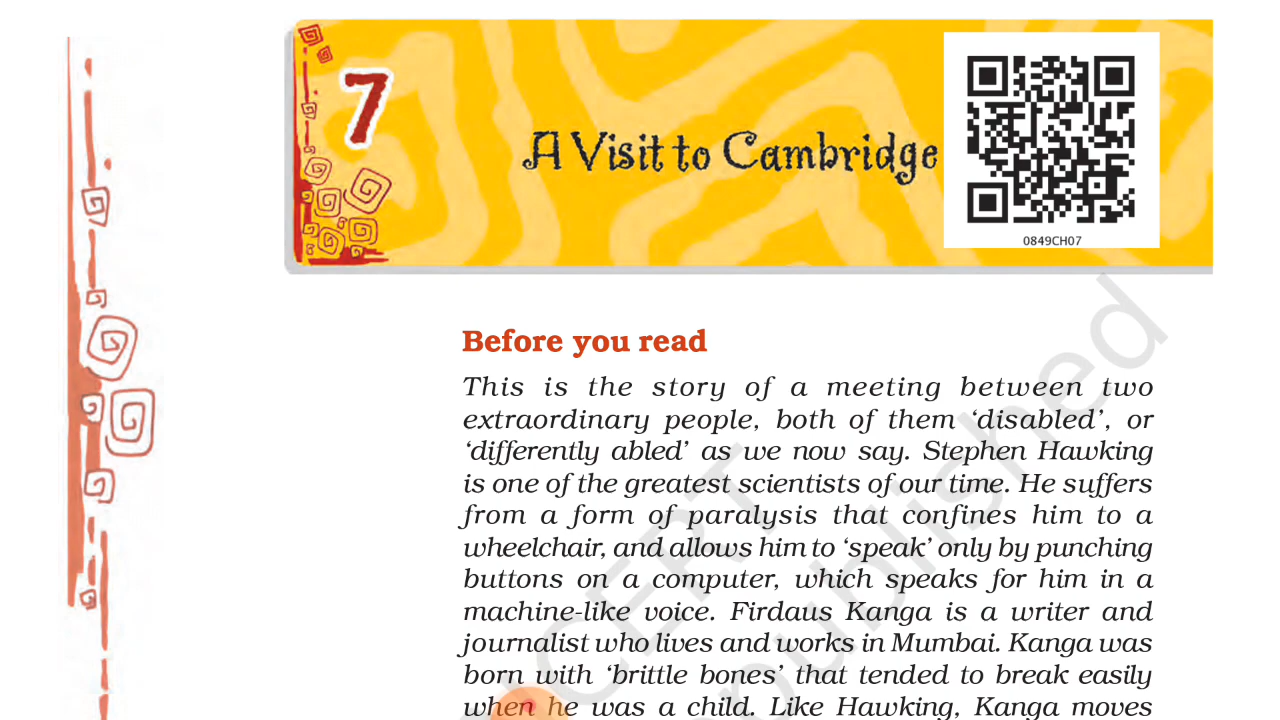 7
A Visit to Cambridge
0849CH07
Before you read
This is the story of a meeting between two
extraordinary people, both of them ‘disabled’, or
‘differently abled’ as we now say. Stephen Hawking
is one of the greatest scientists of our time. He suffers
from a form of paralysis that confines him to a
wheelchair, and allows him to ‘speak’ only by punching
buttons on a computer, which speaks for him in a
machine-like voice. Firdaus Kanga is a writer and
journalist who lives and works in Mumbai. Kanga was
born with ‘brittle bones’ that tended to break easily
when he was a child. Like Hawking, Kanga moves